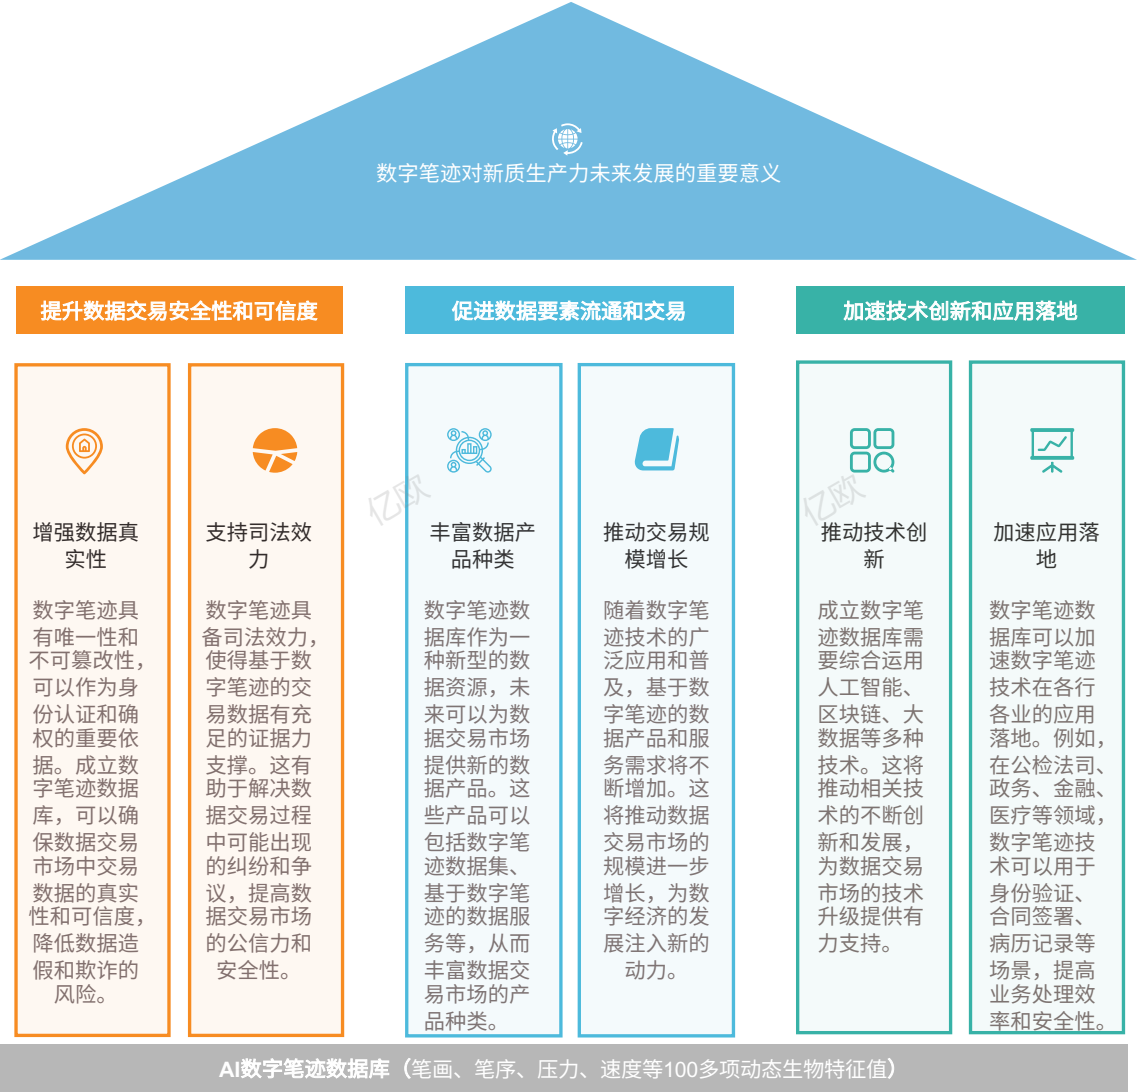 数字笔迹对新质生产力未来发展的重要意义
提升数据交易安全性和可信度
增强数据真
实性
数字笔迹具
有唯一性和
不可篡改性，
可以作为身
份认证和确
权的重要依
据。成立数
字笔迹数据
库，可以确
保数据交易
市场中交易
数据的真实
性和可信度，
降低数据造
假和欺诈的
风险。
支持司法效
力
数字笔迹具
备司法效力，
使得基于数
字笔迹的交
易数据有充
足的证据力
支撑。这有
助于解决数
据交易过程
中可能出现
的纠纷和争
议，提高数
据交易市场
的公信力和
安全性。
促进数据要素流通和交易
丰富数据产
品种类
数字笔迹数
据库作为一
种新型的数
据资源，未
来可以为数
据交易市场
提供新的数
据产品。这
些产品可以
包括数字笔
迹数据集、
基于数字笔
迹的数据服
务等，从而
丰富数据交
易市场的产
品种类。
推动交易规
模增长
随着数字笔
迹技术的广
泛应用和普
及，基于数
字笔迹的数
据产品和服
务需求将不
断增加。这
将推动数据
交易市场的
规模进一步
增长，为数
字经济的发
展注入新的
动力。
加速技术创新和应用落地
推动技术创
新
成立数字笔
迹数据库需
要综合运用
人工智能、
区块链、大
数据等多种
技术。这将
推动相关技
术的不断创
新和发展，
为数据交易
市场的技术
升级提供有
力支持。
加速应用落
地
数字笔迹数
据库可以加
速数字笔迹
技术在各行
各业的应用
落地。例如，
在公检法司、
政务、金融、
医疗等领域，
数字笔迹技
术可以用于
身份验证、
合同签署、
病历记录等
场景，提高
业务处理效
率和安全性。
亿欧
亿欧
AI数字笔迹数据库（笔画、笔序、压力、速度等100多项动态生物特征值）